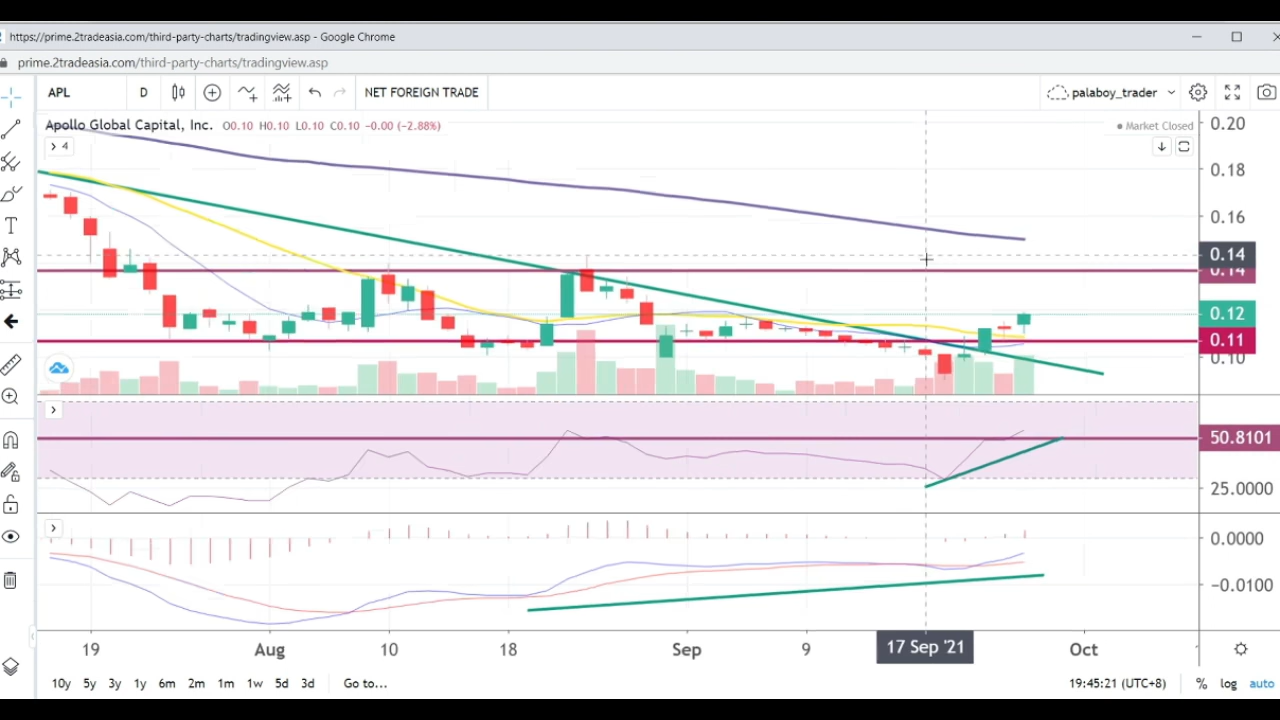 https://prime.2tradeasia.com/third-party-charts/tradingview.asp - Google Chrome
prime.2tradeasia.com/third-party-charts/tradingview.asp
APL D NET FOREIGN TRADE palaboy_trader
Apollo Global Capital, Inc. O0.10 H0.10 L0.10 C0.10 −0.00 (−2.88%)
Market Closed
4
0.20
0.18
0.16
0.14
0.14
0.12
0.11
0.10
50.8101
25.0000
0.0000
−0.0100
19 Aug 10 18 Sep 9 17 Sep '21 Oct
10y 5y 3y 1y 6m 2m 1m 1w 5d 3d Go to... 19:45:21 (UTC+8) % log auto